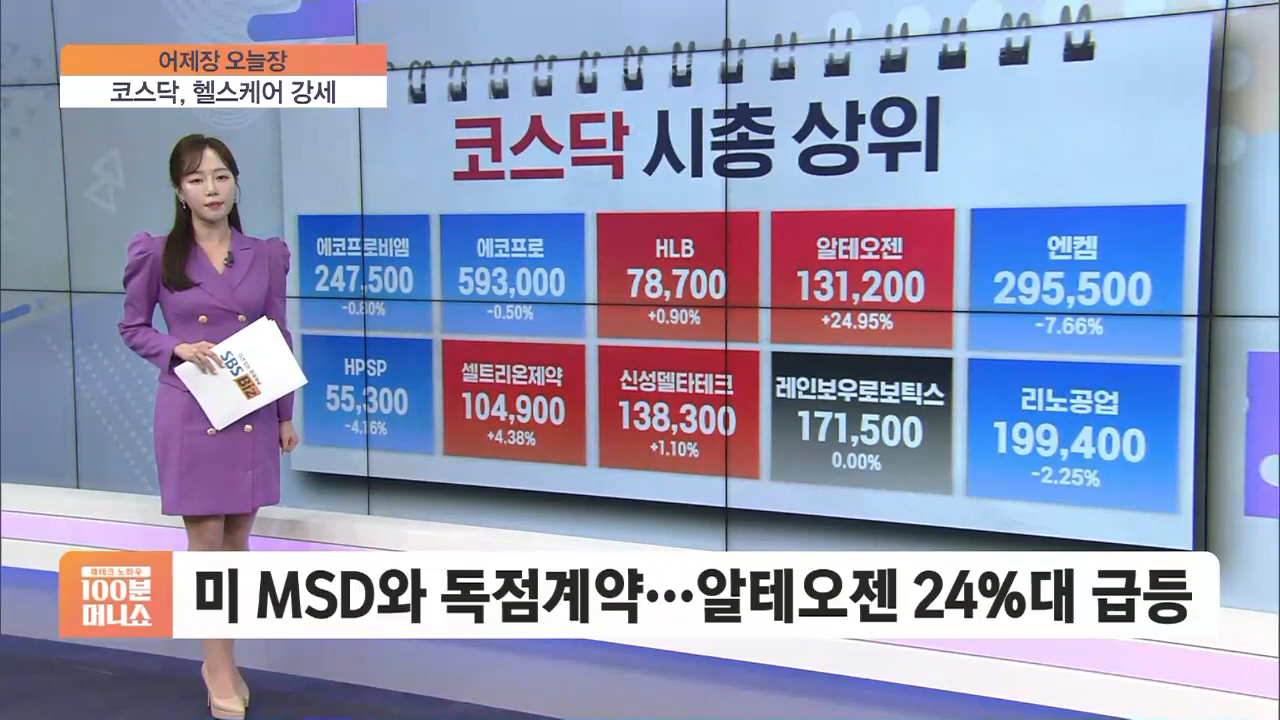 어제장 오늘장
코스닥, 헬스케어 강세
코스닥 시총 상위
에코프로비엠
247,500
-0.80%
에코프로
593,000
-0.50%
HLB
78,700
+0.90%
알테오젠
131,200
+24.95%
엔켐
295,500
-7.66%
HPSP
55,300
-4.16%
셀트리온제약
104,900
+4.38%
신성델타테크
138,300
+1.10%
레인보우로보틱스
171,500
0.00%
리노공업
199,400
-2.25%
SBS Biz
재테크 노하우
100분
머니쇼
미 MSD와 독점계약…알테오젠 24%대 급등